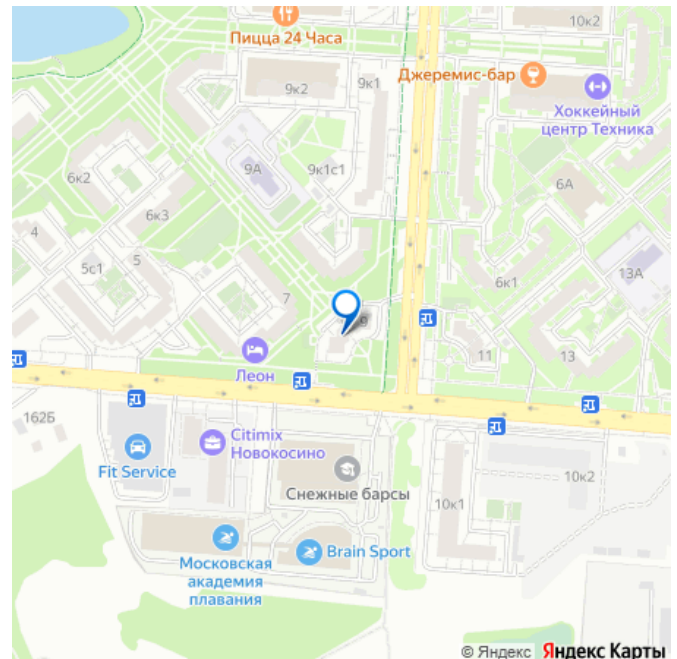 10к2
Пицца 24 Часа
9к2
9к1
Джеремис-бар
Хоккейный
центр Техника
9А
9к1с1
6к2
6А
6к3
4
5
5с1
6к1
13А
7
9
11
13
Леон
162Б
Citimix
Новокосино
Fit Service
Снежные барсы
10к2
10к1
Brain Sport
Московская
академия
плавания
© Яндекс Яндекс Карты